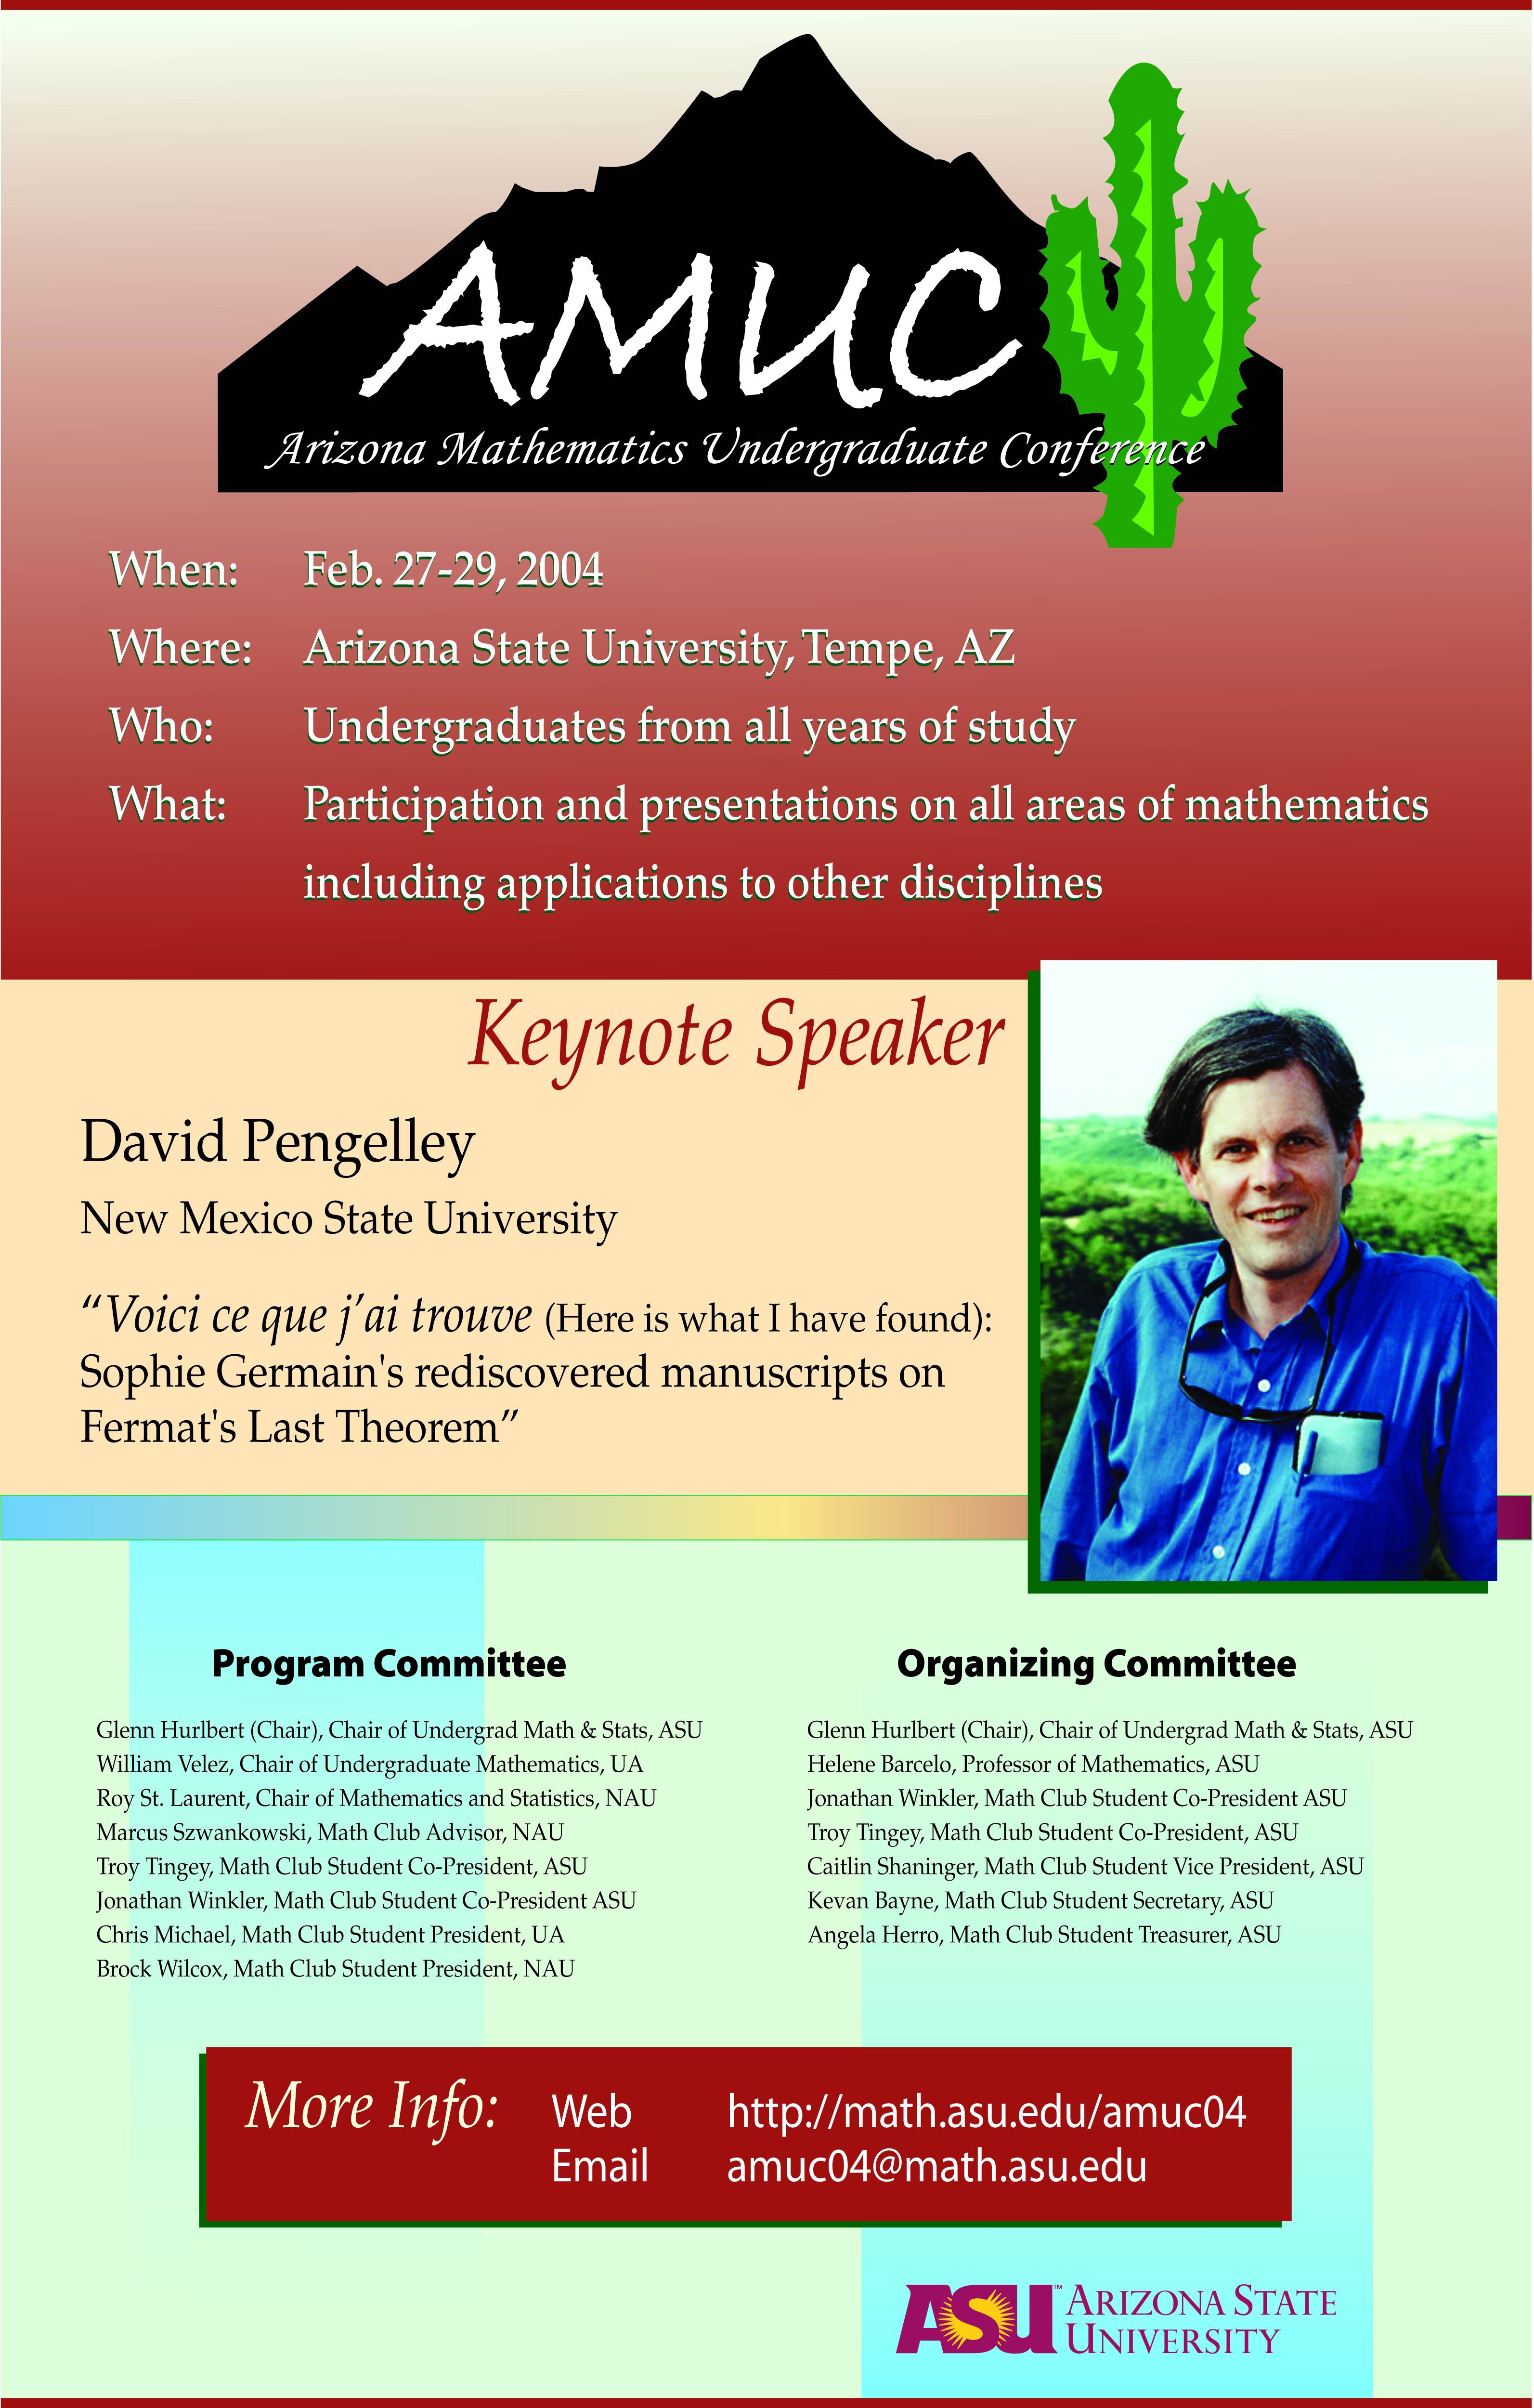 AMUC
Arizona Mathematics Undergraduate Conference
When: Feb. 27-29, 2004
Where: Arizona State University, Tempe, AZ
Who: Undergraduates from all years of study
What: Participation and presentations on all areas of mathematics
including applications to other disciplines
Keynote Speaker
David Pengelley
New Mexico State University
“Voici ce que j’ai trouve (Here is what I have found):
Sophie Germain's rediscovered manuscripts on
Fermat's Last Theorem”
Program Committee
Glenn Hurlbert (Chair), Chair of Undergrad Math & Stats, ASU
William Velez, Chair of Undergraduate Mathematics, UA
Roy St. Laurent, Chair of Mathematics and Statistics, NAU
Marcus Szwankowski, Math Club Advisor, NAU
Troy Tingey, Math Club Student Co-President, ASU
Jonathan Winkler, Math Club Student Co-President ASU
Chris Michael, Math Club Student President, UA
Brock Wilcox, Math Club Student President, NAU
Organizing Committee
Glenn Hurlbert (Chair), Chair of Undergrad Math & Stats, ASU
Helene Barcelo, Professor of Mathematics, ASU
Jonathan Winkler, Math Club Student Co-President ASU
Troy Tingey, Math Club Student Co-President, ASU
Caitlin Shaninger, Math Club Student Vice President, ASU
Kevan Bayne, Math Club Student Secretary, ASU
Angela Herro, Math Club Student Treasurer, ASU
More Info: Web http://math.asu.edu/amuc04
Email amuc04@math.asu.edu
ASU™ ARIZONA STATE
UNIVERSITY